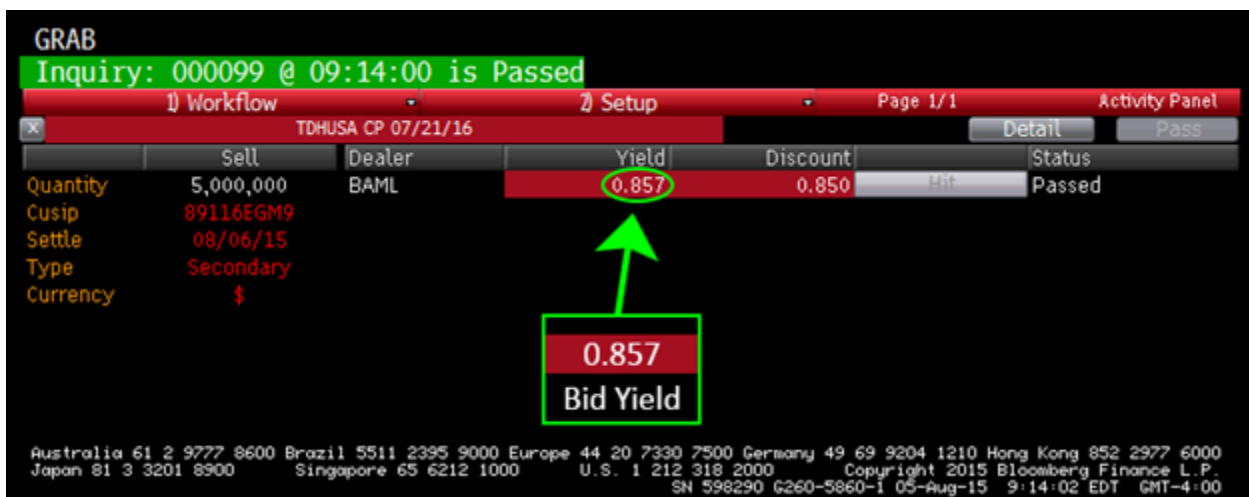 GRAB
Inquiry: 000099 @ 09:14:00 is Passed
1) Workflow 2) Setup Page 1/1 Activity Panel
x TDHUSA CP 07/21/16 Detail Pass
Sell Dealer Yield Discount Status
Quantity 5,000,000 BAML 0.857 0.850 Hit Passed
Cusip 89116EGM9
Settle 08/06/15
Type Secondary
Currency $
0.857
Bid Yield
Australia 61 2 9777 8600 Brazil 5511 2395 9000 Europe 44 20 7330 7500 Germany 49 69 9204 1210 Hong Kong 852 2977 6000
Japan 81 3 3201 8900 Singapore 65 6212 1000 U.S. 1 212 318 2000 Copyright 2015 Bloomberg Finance L.P.
SN 598290 G260-5860-1 05-Aug-15 9:14:02 EDT GMT-4:00